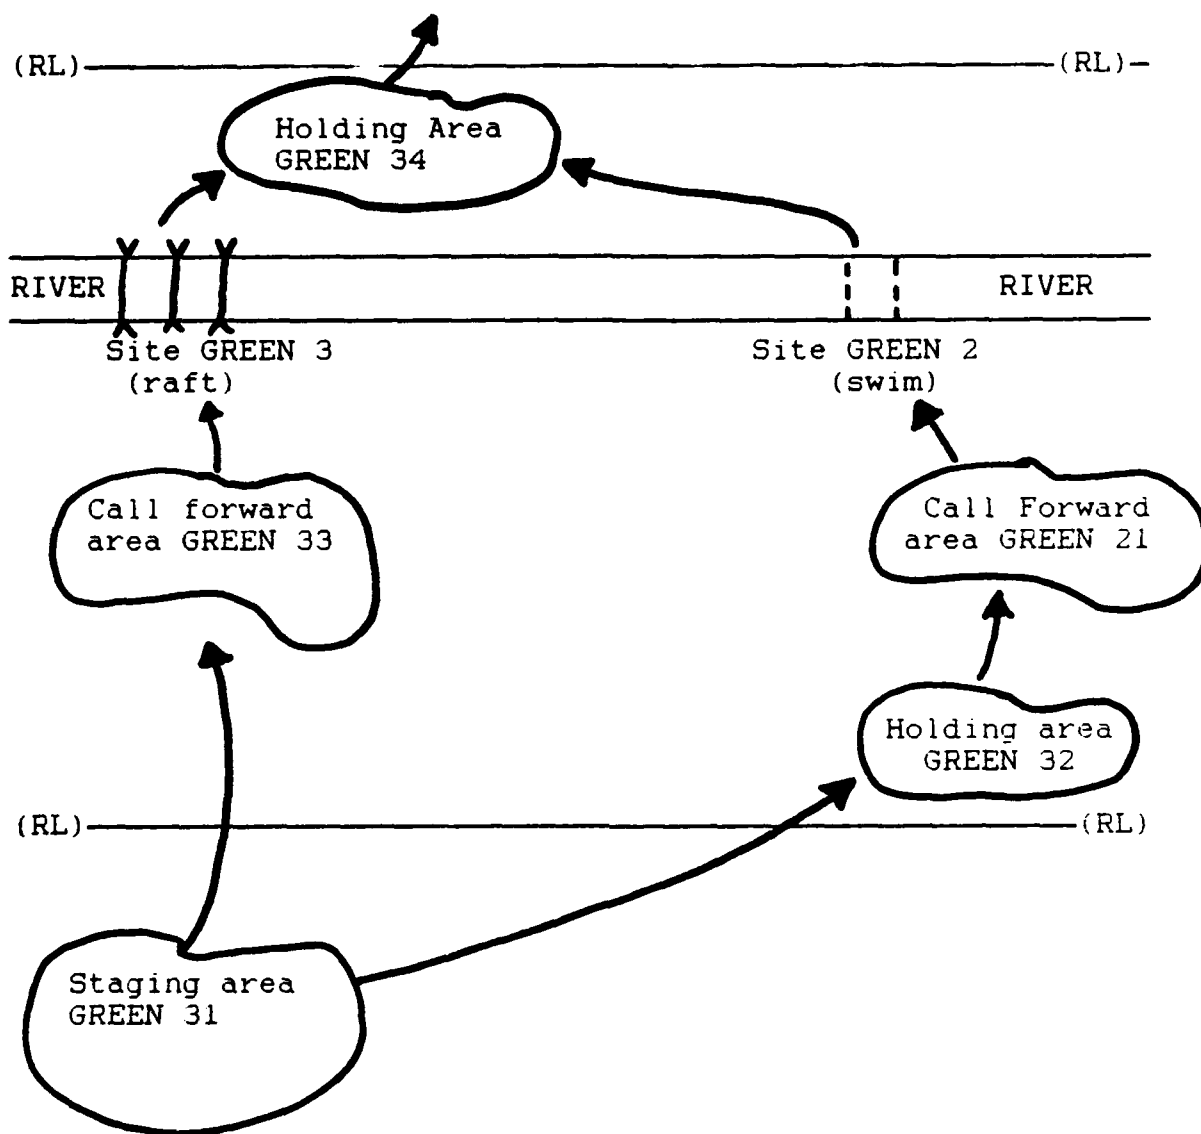 (RL)
(RL)
Holding Area
GREEN 34
RIVER
RIVER
Site GREEN 3
(raft)
Site GREEN 2
(swim)
Call forward
area GREEN 33
Call Forward
area GREEN 21
Holding area
GREEN 32
(RL)
(RL)
Staging area
GREEN 31